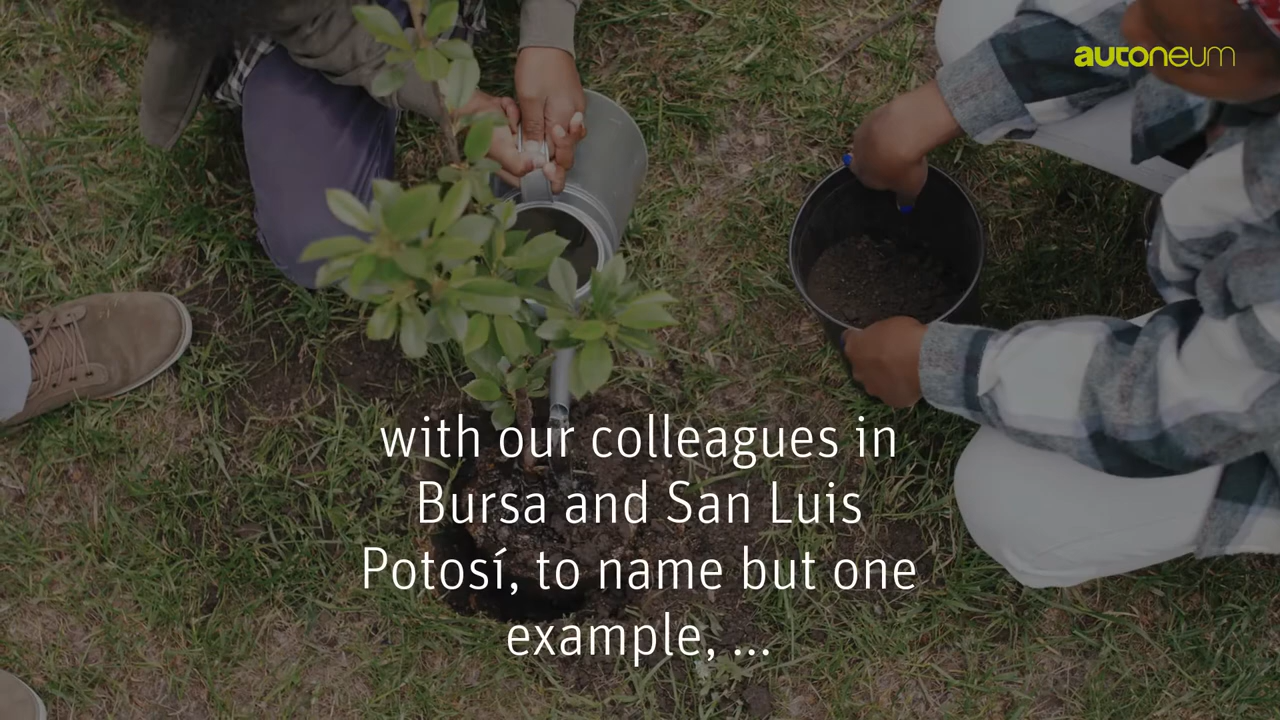 autoneum
with our colleagues in
Bursa and San Luis
Potosí, to name but one
example, ...